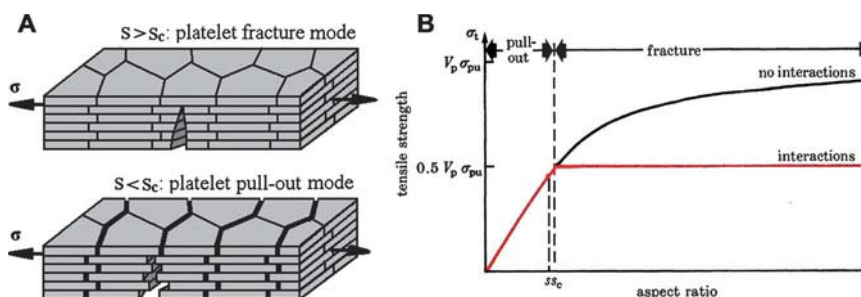 A
S>Sc: platelet fracture mode
σ
S<Sc: platelet pull-out mode
σ
B
σt
pull-
out
fracture
Vp σpu
no interactions
tensile strength
0.5 Vp σpu
interactions
s sc
aspect ratio